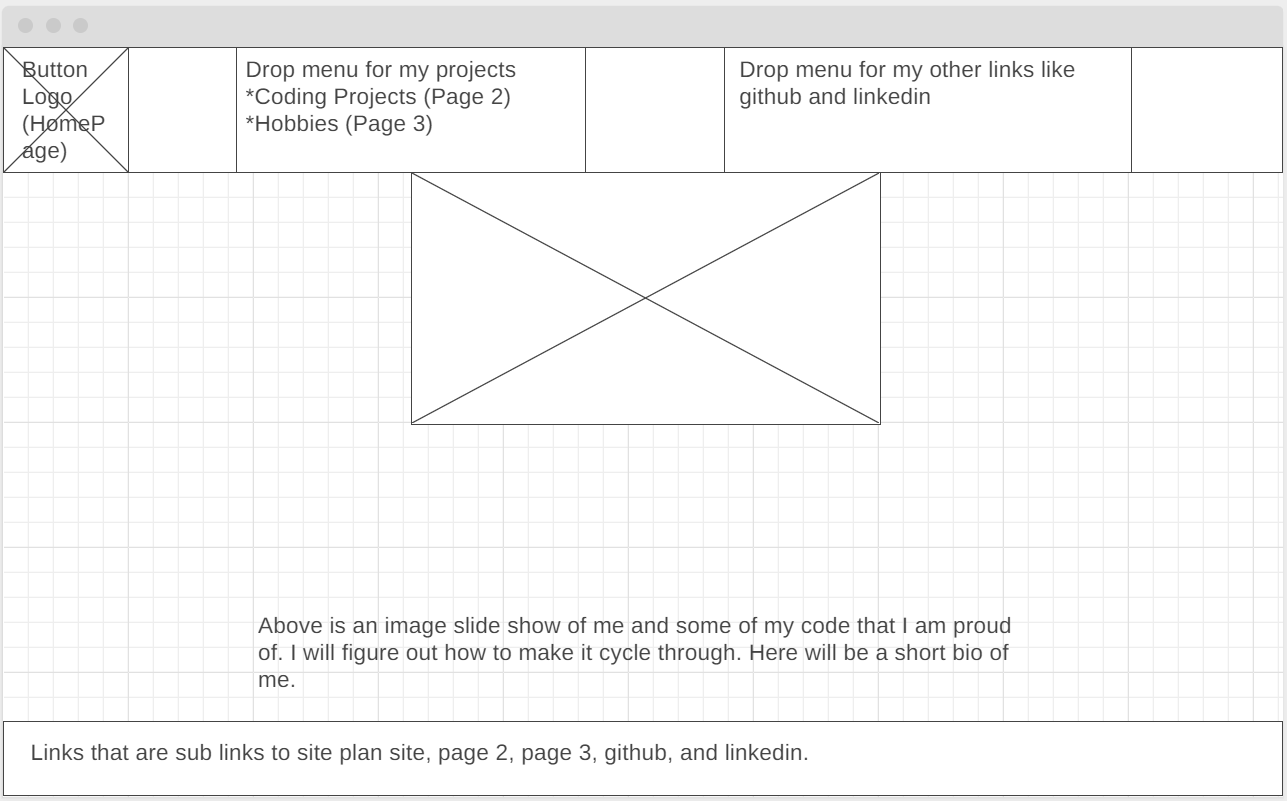 Button
Logo
(HomeP
age)
Drop menu for my projects
*Coding Projects (Page 2)
*Hobbies (Page 3)
Drop menu for my other links like
github and linkedin
Above is an image slide show of me and some of my code that I am proud
of. I will figure out how to make it cycle through. Here will be a short bio of
me.
Links that are sub links to site plan site, page 2, page 3, github, and linkedin.